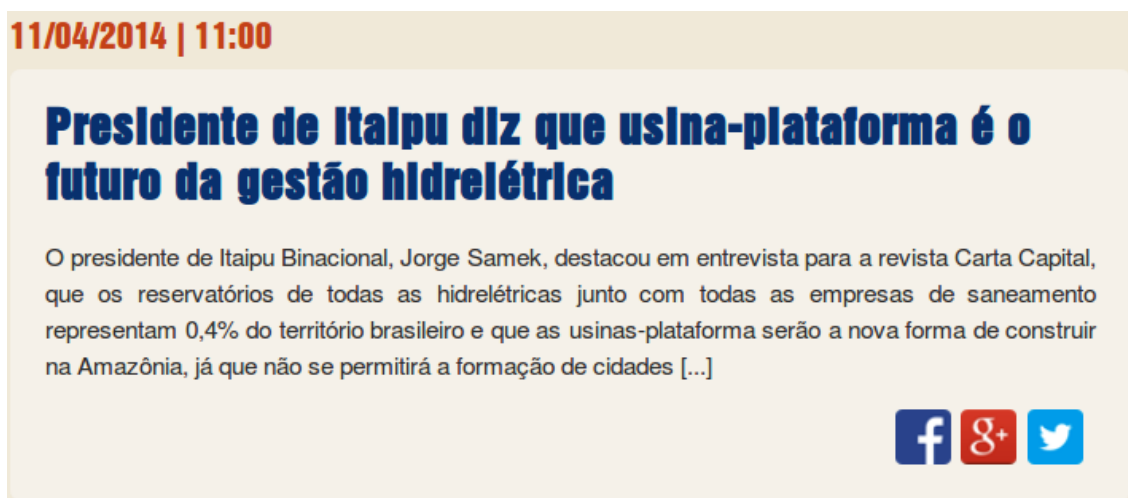 11/04/2014 | 11:00
Presidente de Itaipu diz que usina-plataforma é o
futuro da gestão hidrelétrica
O presidente de Itaipu Binacional, Jorge Samek, destacou em entrevista para a revista Carta Capital,
que os reservatórios de todas as hidrelétricas junto com todas as empresas de saneamento
representam 0,4% do território brasileiro e que as usinas-plataforma serão a nova forma de construir
na Amazônia, já que não se permitirá a formação de cidades [...]
f g+